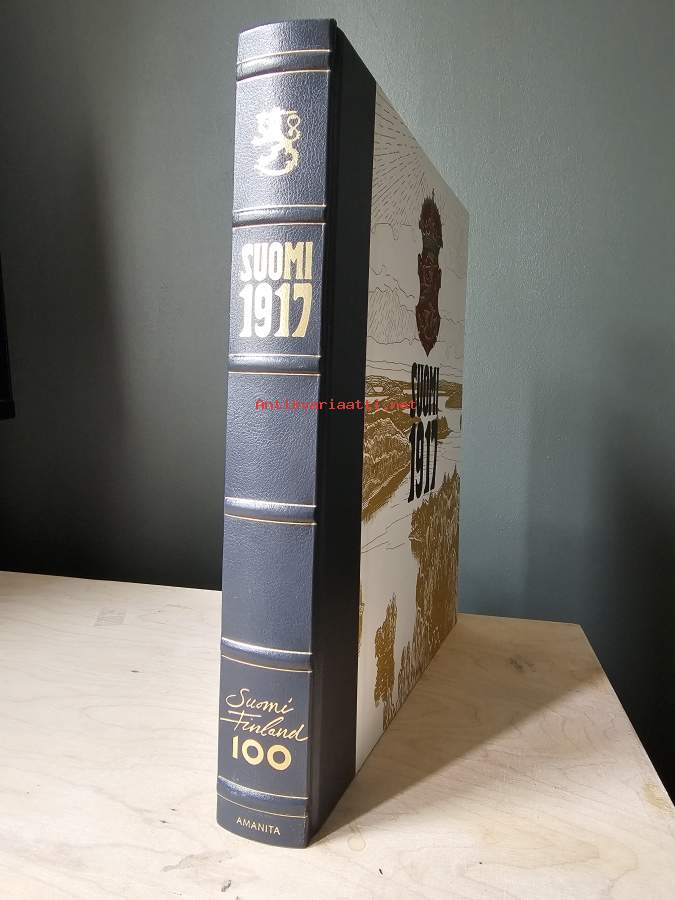 SUOMI
1917
Suomi
Finland
100
AMANITA
SUOMI
1917
Antikvariaatti.net